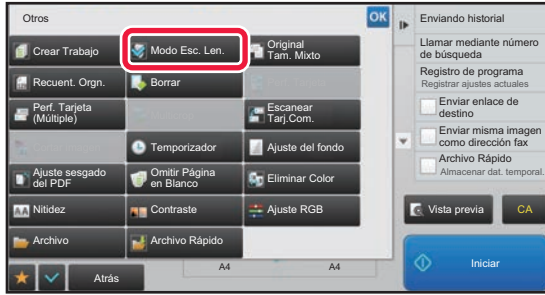 Otros
OK
Crear Trabajo
Modo Esc. Len.
Original
Tam. Mixto
Recuent. Orgn.
Borrar
Perf. Tarjeta
(Múltiple)
Escanear
Tarj.Com.
Temporizador
Ajuste del fondo
Ajuste sesgado
del PDF
Omitir Página
en Blanco
Eliminar Color
Nitidez
Contraste
Ajuste RGB
Archivo
Archivo Rápido
Atrás
A4
A4
Enviando historial
Llamar mediante número
de búsqueda
Registro de programa
Registrar ajustes actuales
Enviar enlace de
destino
Enviar misma imagen
como dirección fax
Archivo Rápido
Almacenar dat. temporal.
Vista previa
CA
Iniciar